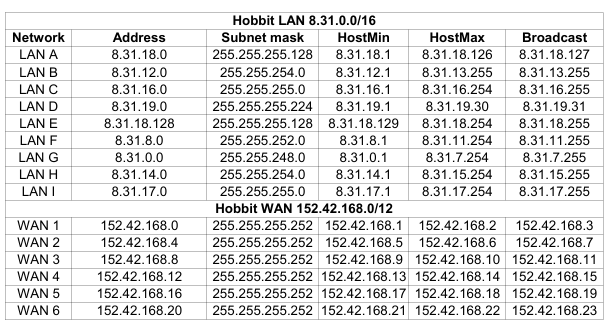 Hobbit LAN 8.31.0.0/16
Network Address Subnet mask HostMin HostMax Broadcast
LAN A 8.31.18.0 255.255.255.128 8.31.18.1 8.31.18.126 8.31.18.127
LAN B 8.31.12.0 255.255.254.0 8.31.12.1 8.31.13.255 8.31.13.255
LAN C 8.31.16.0 255.255.255.0 8.31.16.1 8.31.16.254 8.31.16.255
LAN D 8.31.19.0 255.255.255.224 8.31.19.1 8.31.19.30 8.31.19.31
LAN E 8.31.18.128 255.255.255.128 8.31.18.129 8.31.18.254 8.31.18.255
LAN F 8.31.8.0 255.255.252.0 8.31.8.1 8.31.11.254 8.31.11.255
LAN G 8.31.0.0 255.255.248.0 8.31.0.1 8.31.7.254 8.31.7.255
LAN H 8.31.14.0 255.255.254.0 8.31.14.1 8.31.15.254 8.31.15.255
LAN I 8.31.17.0 255.255.255.0 8.31.17.1 8.31.17.254 8.31.17.255
Hobbit WAN 152.42.168.0/12
WAN 1 152.42.168.0 255.255.255.252 152.42.168.1 152.42.168.2 152.42.168.3
WAN 2 152.42.168.4 255.255.255.252 152.42.168.5 152.42.168.6 152.42.168.7
WAN 3 152.42.168.8 255.255.255.252 152.42.168.9 152.42.168.10 152.42.168.11
WAN 4 152.42.168.12 255.255.255.252 152.42.168.13 152.42.168.14 152.42.168.15
WAN 5 152.42.168.16 255.255.255.252 152.42.168.17 152.42.168.18 152.42.168.19
WAN 6 152.42.168.20 255.255.255.252 152.42.168.21 152.42.168.22 152.42.168.23